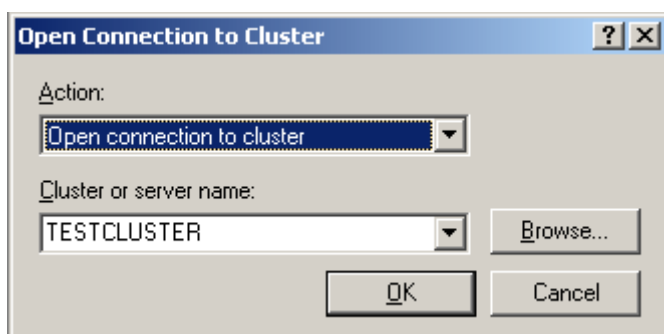 Open Connection to Cluster
Action:
Open connection to cluster
Cluster or server name:
TESTCLUSTER
Browse...
OK
Cancel